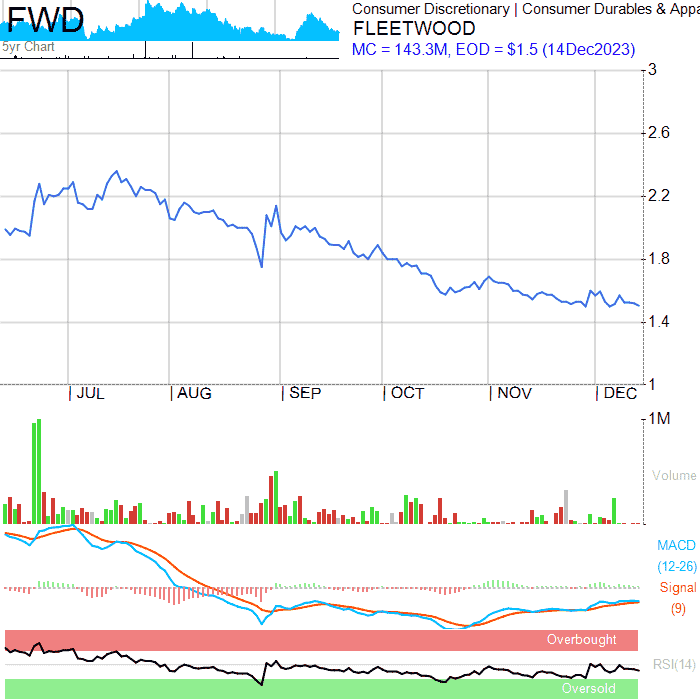 FWD
5yr Chart
Consumer Discretionary | Consumer Durables & Appa
FLEETWOOD
MC = 143.3M, EOD = $1.5 (14Dec2023)
3
2.6
2.2
1.8
1.4
1
JUL AUG SEP OCT NOV DEC
1M
Volume
MACD
(12-26)
Signal
(9)
Overbought
RSI(14)
Oversold